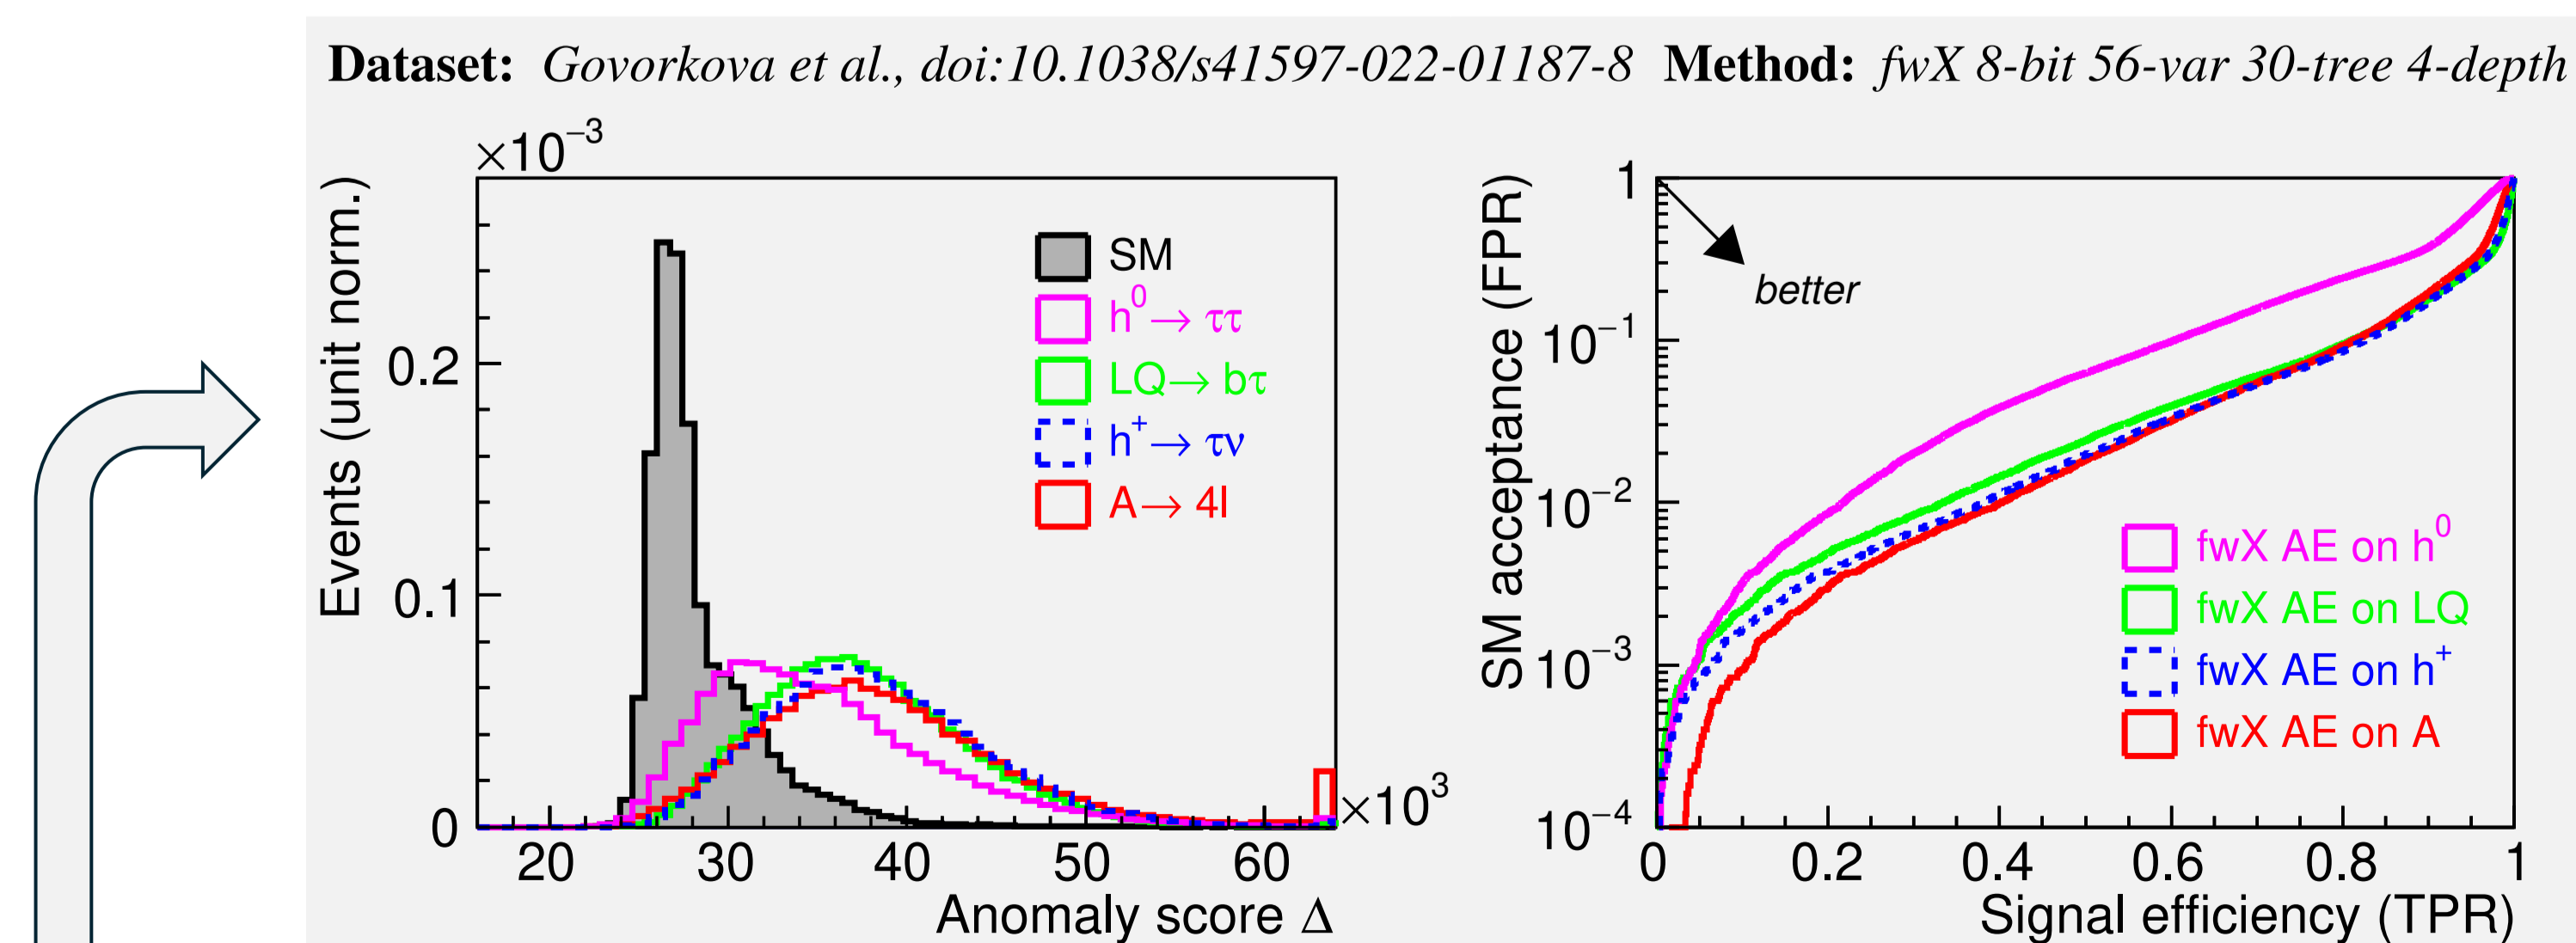 Dataset: Govorkova et al., doi:10.1038/s41597-022-01187-8 Method: fwX 8-bit 56-var 30-tree 4-depth
×10⁻³
Events (unit norm.)
0.2
0.1
0
SM
h⁰→ ττ
LQ→ bτ
h⁺→ τν
A→ 4l
×10³
20 30 40 50 60
Anomaly score Δ
SM acceptance (FPR)
1
10⁻¹
10⁻²
10⁻³
10⁻⁴
better
fwX AE on h⁰
fwX AE on LQ
fwX AE on h⁺
fwX AE on A
0 0.2 0.4 0.6 0.8 1
Signal efficiency (TPR)